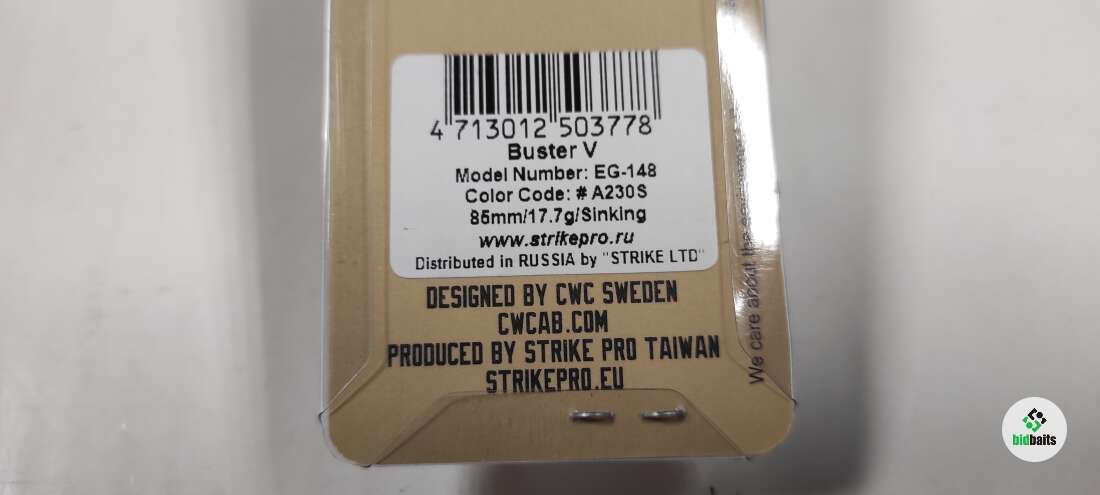 4 713012 503778
Buster V
Model Number: EG-148
Color Code: # A230S
85mm/17.7g/Sinking
www.strikepro.ru
Distributed in RUSSIA by "STRIKE LTD"
DESIGNED BY CWC SWEDEN
CWCAB.COM
PRODUCED BY STRIKE PRO TAIWAN
STRIKEPRO.EU
We care about the
bidbaits